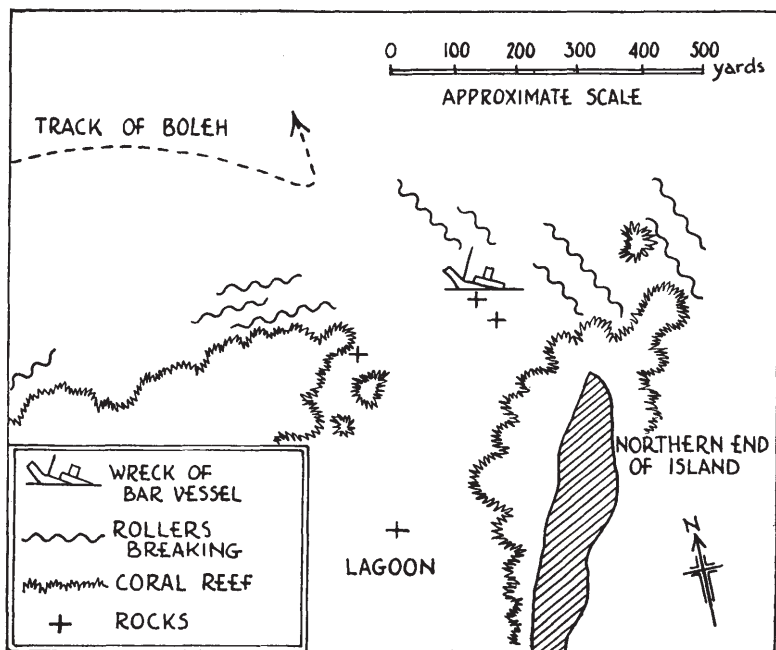 0 100 200 300 400 500 yards
APPROXIMATE SCALE
TRACK OF BOLEH
NORTHERN END
OF ISLAND
N
LAGOON
WRECK OF
BAR VESSEL
ROLLERS
BREAKING
CORAL REEF
ROCKS